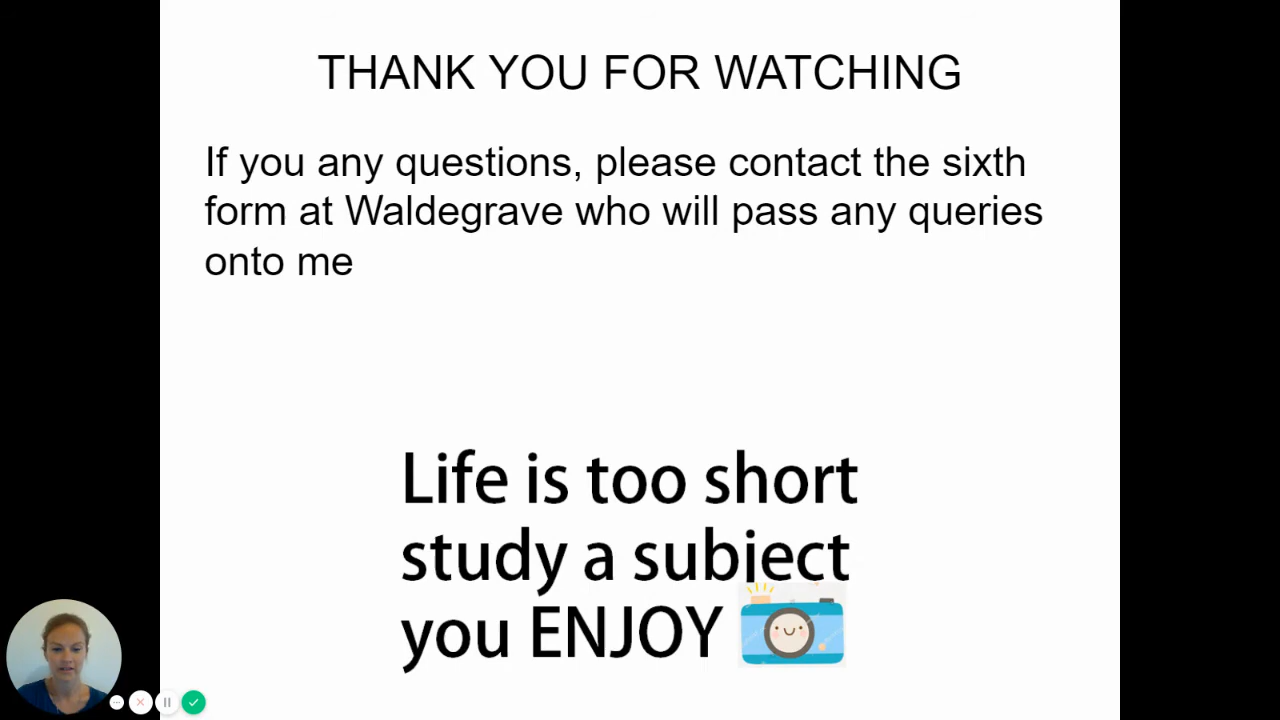 THANK YOU FOR WATCHING
If you any questions, please contact the sixth
form at Waldegrave who will pass any queries
onto me
Life is too short
study a subject
you ENJOY